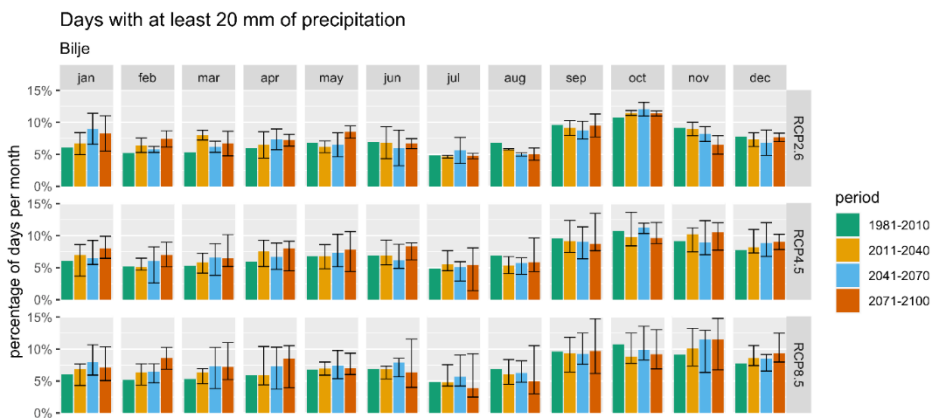 Days with at least 20 mm of precipitation
Bilje
jan feb mar apr may jun jul aug sep oct nov dec
percentage of days per month
15%
10%
5%
0%
RCP2,6
15%
10%
5%
0%
RCP4,5
15%
10%
5%
0%
RCP8,5
period
1981-2010
2011-2040
2041-2070
2071-2100